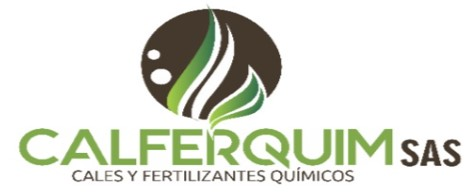 CALFERQUIM SAS
CALES Y FERTILIZANTES QUÍMICOS